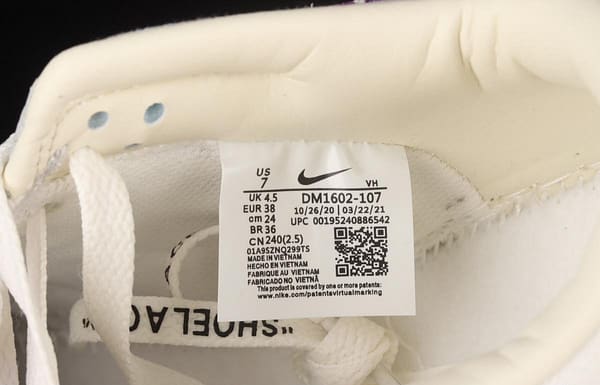 US
7
VH
UK 4.5
DM1602-107
EUR 38
10/26/20 | 03/22/21
cm 24
UPC 00195240886542
BR 36
CN 240(2.5)
01A9SZNQ299TS
MADE IN VIETNAM
HECHO EN VIETNAM
FABRIQUE AU VIETNAM
FABRICADO NO VIETNÃ
This product is covered by one or more patents:
www.nike.com/patentsvirtualmarking
"SHOELAC